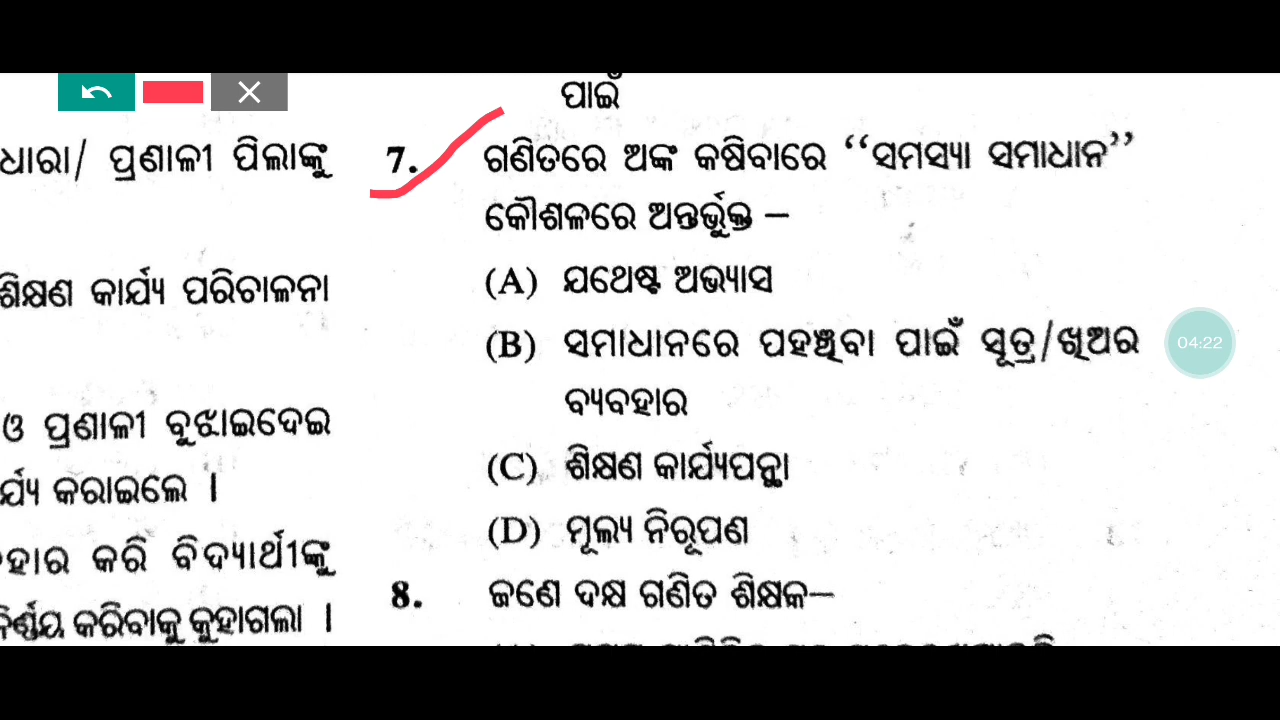 ପାଇଁ
ଧାରା/ ପ୍ରଣାଳୀ ପିଲାଙ୍କୁ
7. ଗଣିତରେ ଅଙ୍କ କଷିବାରେ ‘‘ସମସ୍ୟା ସମାଧାନ’’
କୌଶଳରେ ଅନ୍ତର୍ଭୁକ୍ତ –
(A) ଯଥେଷ୍ଟ ଅଭ୍ୟାସ
ଶିକ୍ଷଣ କାର୍ଯ୍ୟ ପରିଚାଳନା
(B) ସମାଧାନରେ ପହଞ୍ଚିବା ପାଇଁ ସୂତ୍ର/ଖିଅର
04:22
ବ୍ୟବହାର
ଓ ପ୍ରଣାଳୀ ବୁଝାଇଦେଇ
(C) ଶିକ୍ଷଣ କାର୍ଯ୍ୟପନ୍ଥା
କରାଇଲେ ।
(D) ମୂଲ୍ୟ ନିରୂପଣ
କରି ବିଦ୍ୟାର୍ଥୀଙ୍କୁ
8. ଜଣେ ଦକ୍ଷ ଗଣିତ ଶିକ୍ଷକ–
କରିବାକୁ କୁହାଗଲା ।